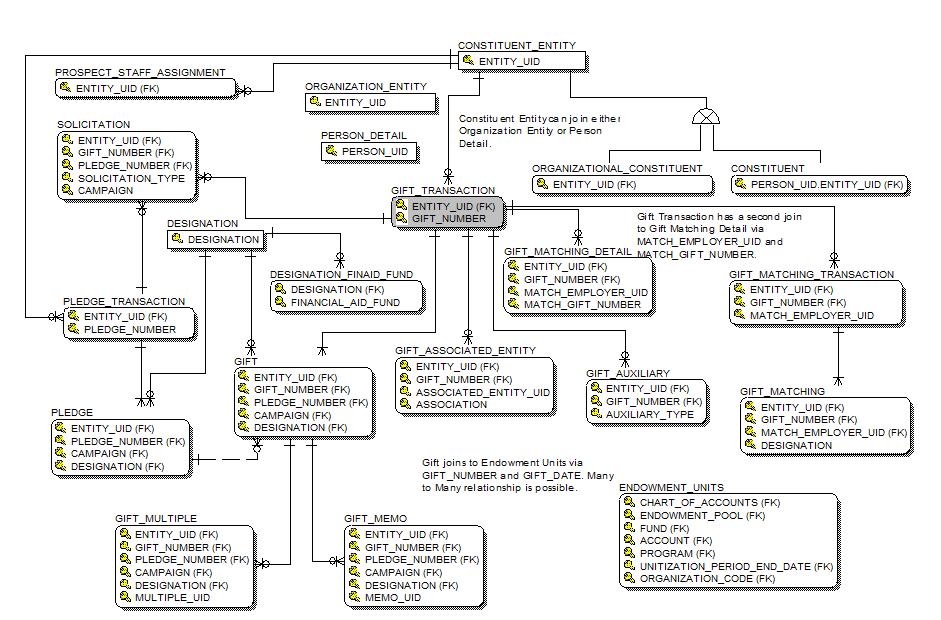 CONSTITUENT_ENTITY
ENTITY_UID
PROSPECT_STAFF_ASSIGNMENT
ENTITY_UID (FK)
ORGANIZATION_ENTITY
ENTITY_UID
PERSON_DETAIL
PERSON_UID
Constituent Entitycan join either
Organization Entity or Person
Detail.
SOLICITATION
ENTITY_UID (FK)
GIFT_NUMBER (FK)
PLEDGE_NUMBER (FK)
SOLICITATION_TYPE
CAMPAIGN
ORGANIZATIONAL_CONSTITUENT
ENTITY_UID (FK)
CONSTITUENT
PERSON_UID.ENTITY_UID (FK)
GIFT_TRANSACTION
ENTITY_UID (FK)
GIFT_NUMBER
Gift Transaction has a second join
to Gift Matching Detail via
MATCH_EMPLOYER_UID and
MATCH_GIFT_NUMBER.
DESIGNATION
DESIGNATION
DESIGNATION_FINAID_FUND
DESIGNATION (FK)
FINANCIAL_AID_FUND
GIFT_MATCHING_DETAIL
ENTITY_UID (FK)
GIFT_NUMBER (FK)
MATCH_EMPLOYER_UID
MATCH_GIFT_NUMBER
GIFT_MATCHING_TRANSACTION
ENTITY_UID (FK)
GIFT_NUMBER (FK)
MATCH_EMPLOYER_UID
PLEDGE_TRANSACTION
ENTITY_UID (FK)
PLEDGE_NUMBER
GIFT
ENTITY_UID (FK)
GIFT_NUMBER (FK)
PLEDGE_NUMBER (FK)
CAMPAIGN (FK)
DESIGNATION (FK)
GIFT_ASSOCIATED_ENTITY
ENTITY_UID (FK)
GIFT_NUMBER (FK)
ASSOCIATED_ENTITY_UID
ASSOCIATION
GIFT_AUXILIARY
ENTITY_UID (FK)
GIFT_NUMBER (FK)
AUXILIARY_TYPE
GIFT_MATCHING
ENTITY_UID (FK)
GIFT_NUMBER (FK)
MATCH_EMPLOYER_UID (FK)
DESIGNATION
PLEDGE
ENTITY_UID (FK)
PLEDGE_NUMBER (FK)
CAMPAIGN (FK)
DESIGNATION (FK)
Gift joins to Endowment Units via
GIFT_NUMBER and GIFT_DATE. Many
to Many relationship is possible.
GIFT_MULTIPLE
ENTITY_UID (FK)
GIFT_NUMBER (FK)
PLEDGE_NUMBER (FK)
CAMPAIGN (FK)
DESIGNATION (FK)
MULTIPLE_UID
GIFT_MEMO
ENTITY_UID (FK)
GIFT_NUMBER (FK)
PLEDGE_NUMBER (FK)
CAMPAIGN (FK)
DESIGNATION (FK)
MEMO_UID
ENDOWMENT_UNITS
CHART_OF_ACCOUNTS (FK)
ENDOWMENT_POOL (FK)
FUND (FK)
ACCOUNT (FK)
PROGRAM (FK)
UNITIZATION_PERIOD_END_DATE (FK)
ORGANIZATION_CODE (FK)